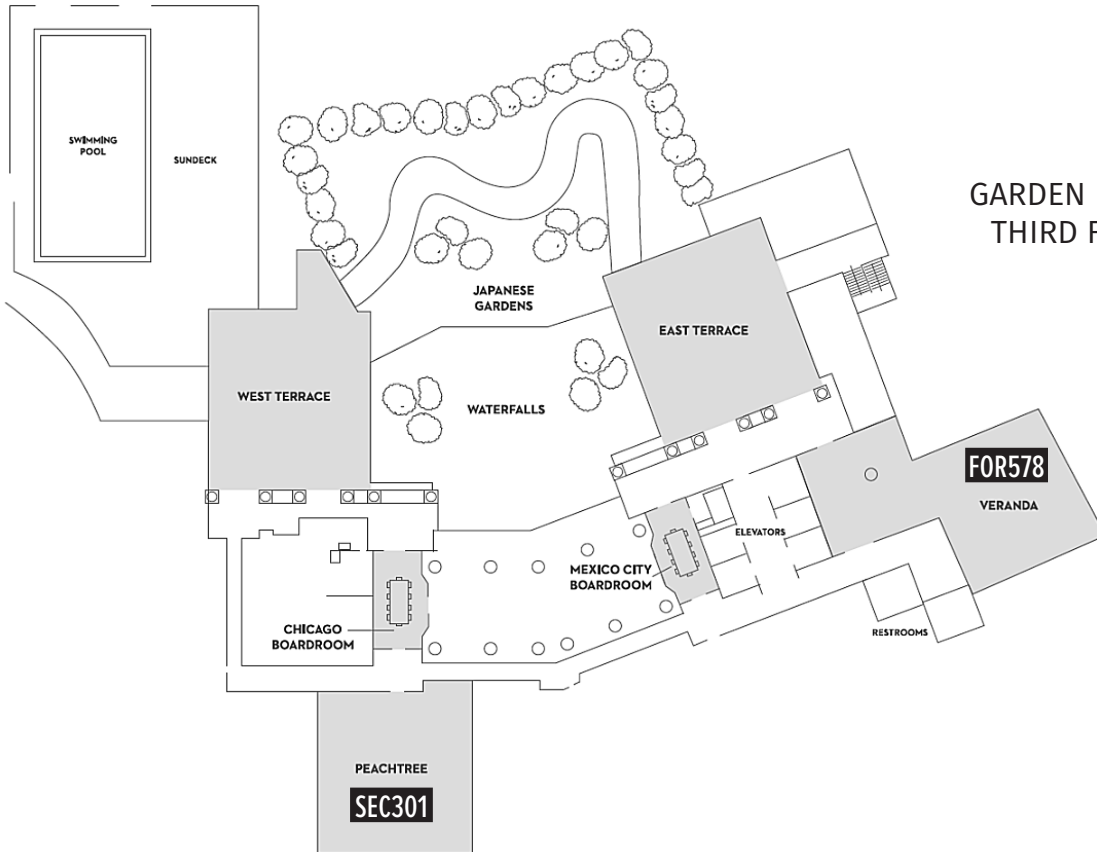 SWIMMING
POOL
SUNDECK
GARDEN
THIRD
JAPANESE
GARDENS
EAST TERRACE
WEST TERRACE
WATERFALLS
FOR578
VERANDA
ELEVATORS
MEXICO CITY
BOARDROOM
CHICAGO
BOARDROOM
RESTROOMS
PEACHTREE
SEC301